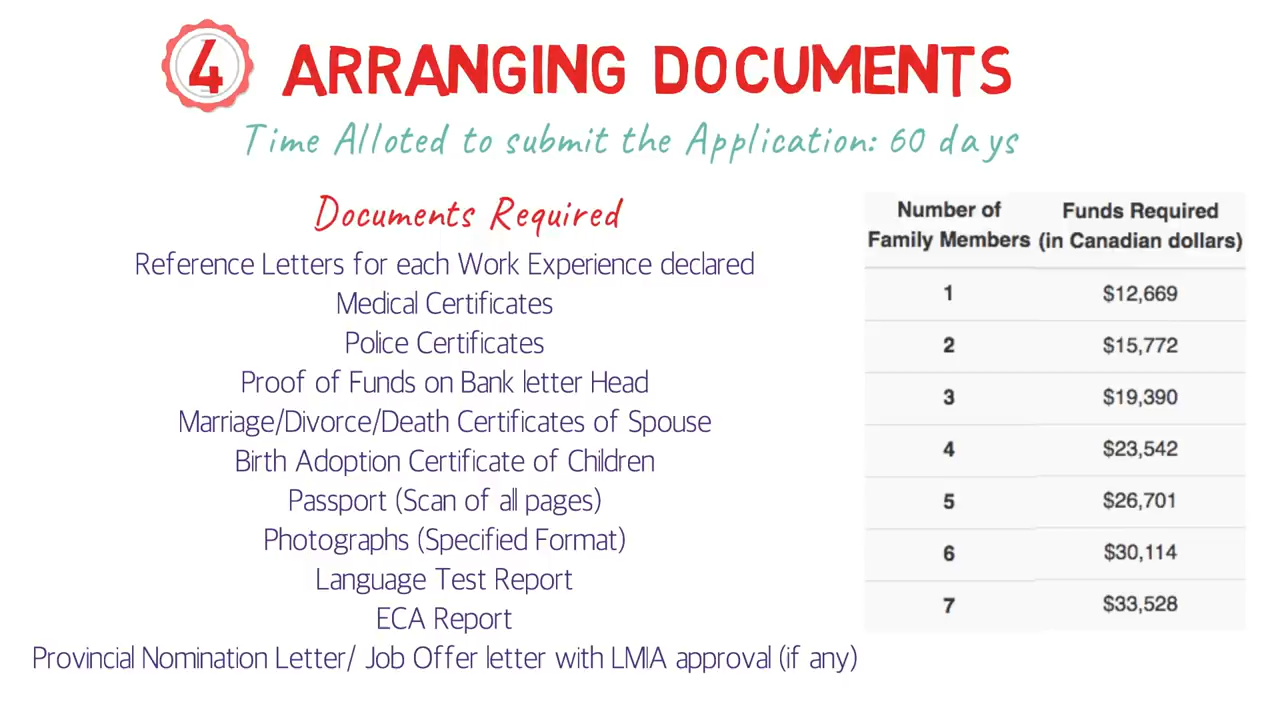 4 ARRANGING DOCUMENTS
Time Alloted to submit the Application: 60 days
Documents Required
Reference Letters for each Work Experience declared
Medical Certificates
Police Certificates
Proof of Funds on Bank letter Head
Marriage/Divorce/Death Certificates of Spouse
Birth Adoption Certificate of Children
Passport (Scan of all pages)
Photographs (Specified Format)
Language Test Report
ECA Report
Provincial Nomination Letter/ Job Offer letter with LMIA approval (if any)
Number of Funds Required
Family Members (in Canadian dollars)
1 $12,669
2 $15,772
3 $19,390
4 $23,542
5 $26,701
6 $30,114
7 $33,528